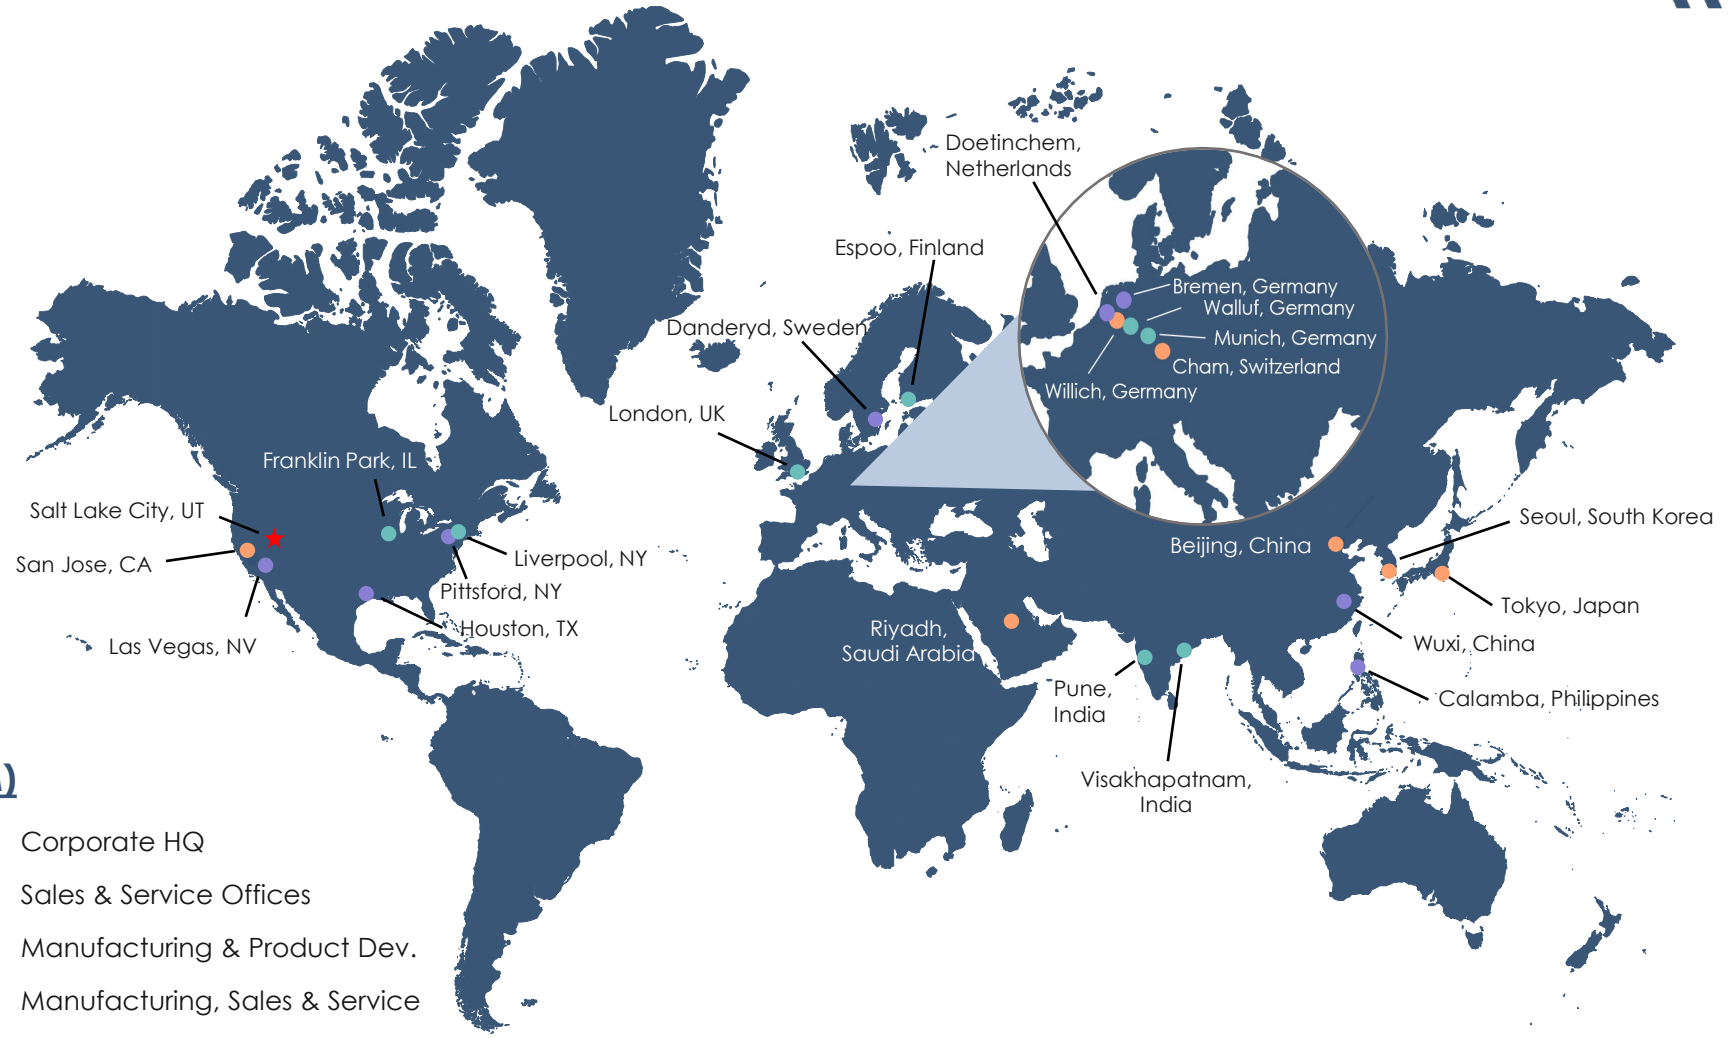 Doetinchem,
Netherlands
Espoo, Finland
Bremen, Germany
Walluf, Germany
Danderyd, Sweden
Munich, Germany
Cham, Switzerland
Willich, Germany
London, UK
Franklin Park, IL
Salt Lake City, UT
Seoul, South Korea
Beijing, China
San Jose, CA
Liverpool, NY
Pittsford, NY
Tokyo, Japan
Houston, TX
Riyadh,
Saudi Arabia
Las Vegas, NV
Wuxi, China
Pune,
India
Calamba, Philippines
Visakhapatnam,
India
Corporate HQ
Sales & Service Offices
Manufacturing & Product Dev.
Manufacturing, Sales & Service